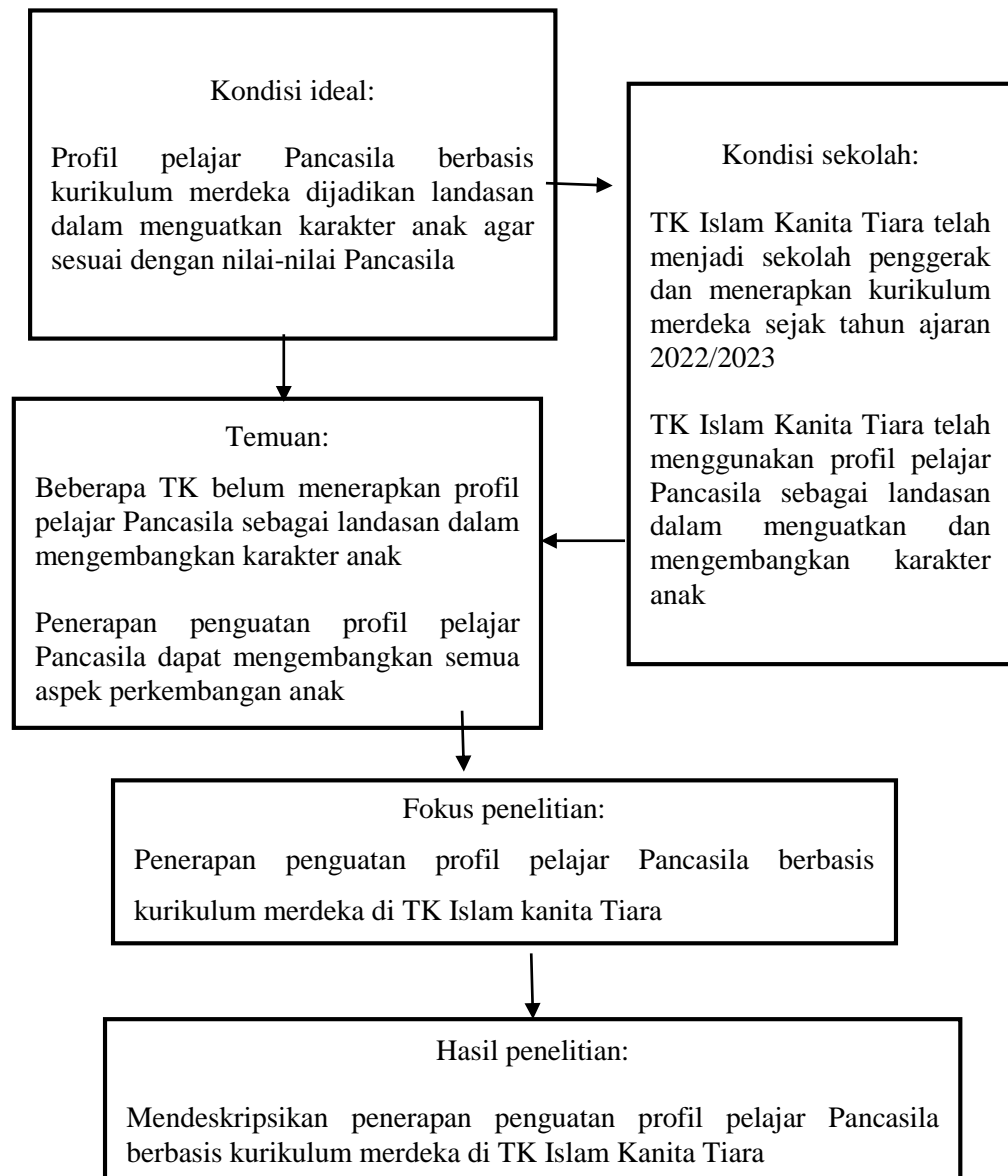 Kondisi ideal:
Profil pelajar Pancasila berbasis
kurikulum merdeka dijadikan landasan
dalam menguatkan karakter anak agar
sesuai dengan nilai-nilai Pancasila
Kondisi sekolah:
TK Islam Kanita Tiara telah
menjadi sekolah penggerak
dan menerapkan kurikulum
merdeka sejak tahun ajaran
2022/2023
TK Islam Kanita Tiara telah
menggunakan profil pelajar
Pancasila sebagai landasan
dalam menguatkan dan
mengembangkan karakter
anak
Temuan:
Beberapa TK belum menerapkan profil
pelajar Pancasila sebagai landasan dalam
mengembangkan karakter anak
Penerapan penguatan profil pelajar
Pancasila dapat mengembangkan semua
aspek perkembangan anak
Fokus penelitian:
Penerapan penguatan profil pelajar Pancasila berbasis
kurikulum merdeka di TK Islam kanita Tiara
Hasil penelitian:
Mendeskripsikan penerapan penguatan profil pelajar Pancasila
berbasis kurikulum merdeka di TK Islam Kanita Tiara